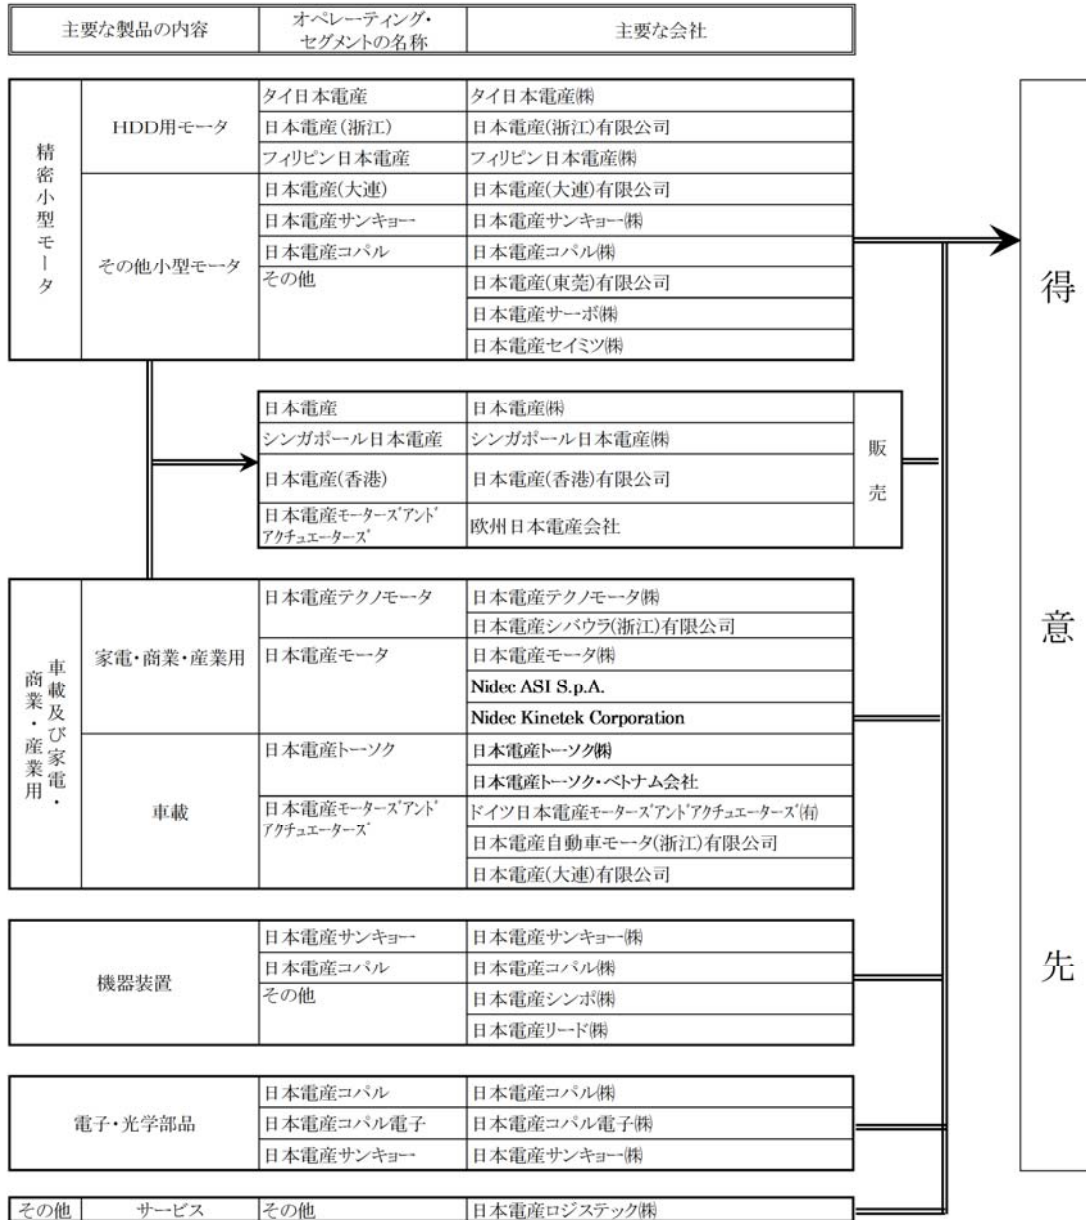 主要な製品の内容
オペレーティング・
セグメントの名称
主要な会社
精密小型モータ
HDD用モータ
タイ日本電産
タイ日本電産㈱
日本電産(浙江)
日本電産(浙江)有限公司
フィリピン日本電産
フィリピン日本電産㈱
その他小型モータ
日本電産(大連)
日本電産(大連)有限公司
日本電産サンキョー
日本電産サンキョー㈱
日本電産コパル
日本電産コパル㈱
その他
日本電産(東莞)有限公司
日本電産サーボ㈱
日本電産セイミツ㈱
日本電産
日本電産㈱
シンガポール日本電産
シンガポール日本電産㈱
日本電産(香港)
日本電産(香港)有限公司
日本電産モーターズアンド
アクチュエーターズ
欧州日本電産会社
販売
車載及び家電・
商業・産業用
家電・商業・産業用
日本電産テクノモータ
日本電産テクノモータ㈱
日本電産シバウラ(浙江)有限公司
日本電産モータ
日本電産モータ㈱
Nidec ASI S.p.A.
Nidec Kinetek Corporation
車載
日本電産トーソク
日本電産トーソク㈱
日本電産トーソク・ベトナム会社
日本電産モーターズアンド
アクチュエーターズ
ドイツ日本電産モーターズアンドアクチュエーターズ㈲
日本電産自動車モータ(浙江)有限公司
日本電産(大連)有限公司
機器装置
日本電産サンキョー
日本電産サンキョー㈱
日本電産コパル
日本電産コパル㈱
その他
日本電産シンポ㈱
日本電産リード㈱
電子・光学部品
日本電産コパル
日本電産コパル㈱
日本電産コパル電子
日本電産コパル電子㈱
日本電産サンキョー
日本電産サンキョー㈱
その他
サービス
その他
日本電産ロジステック㈱
得意先